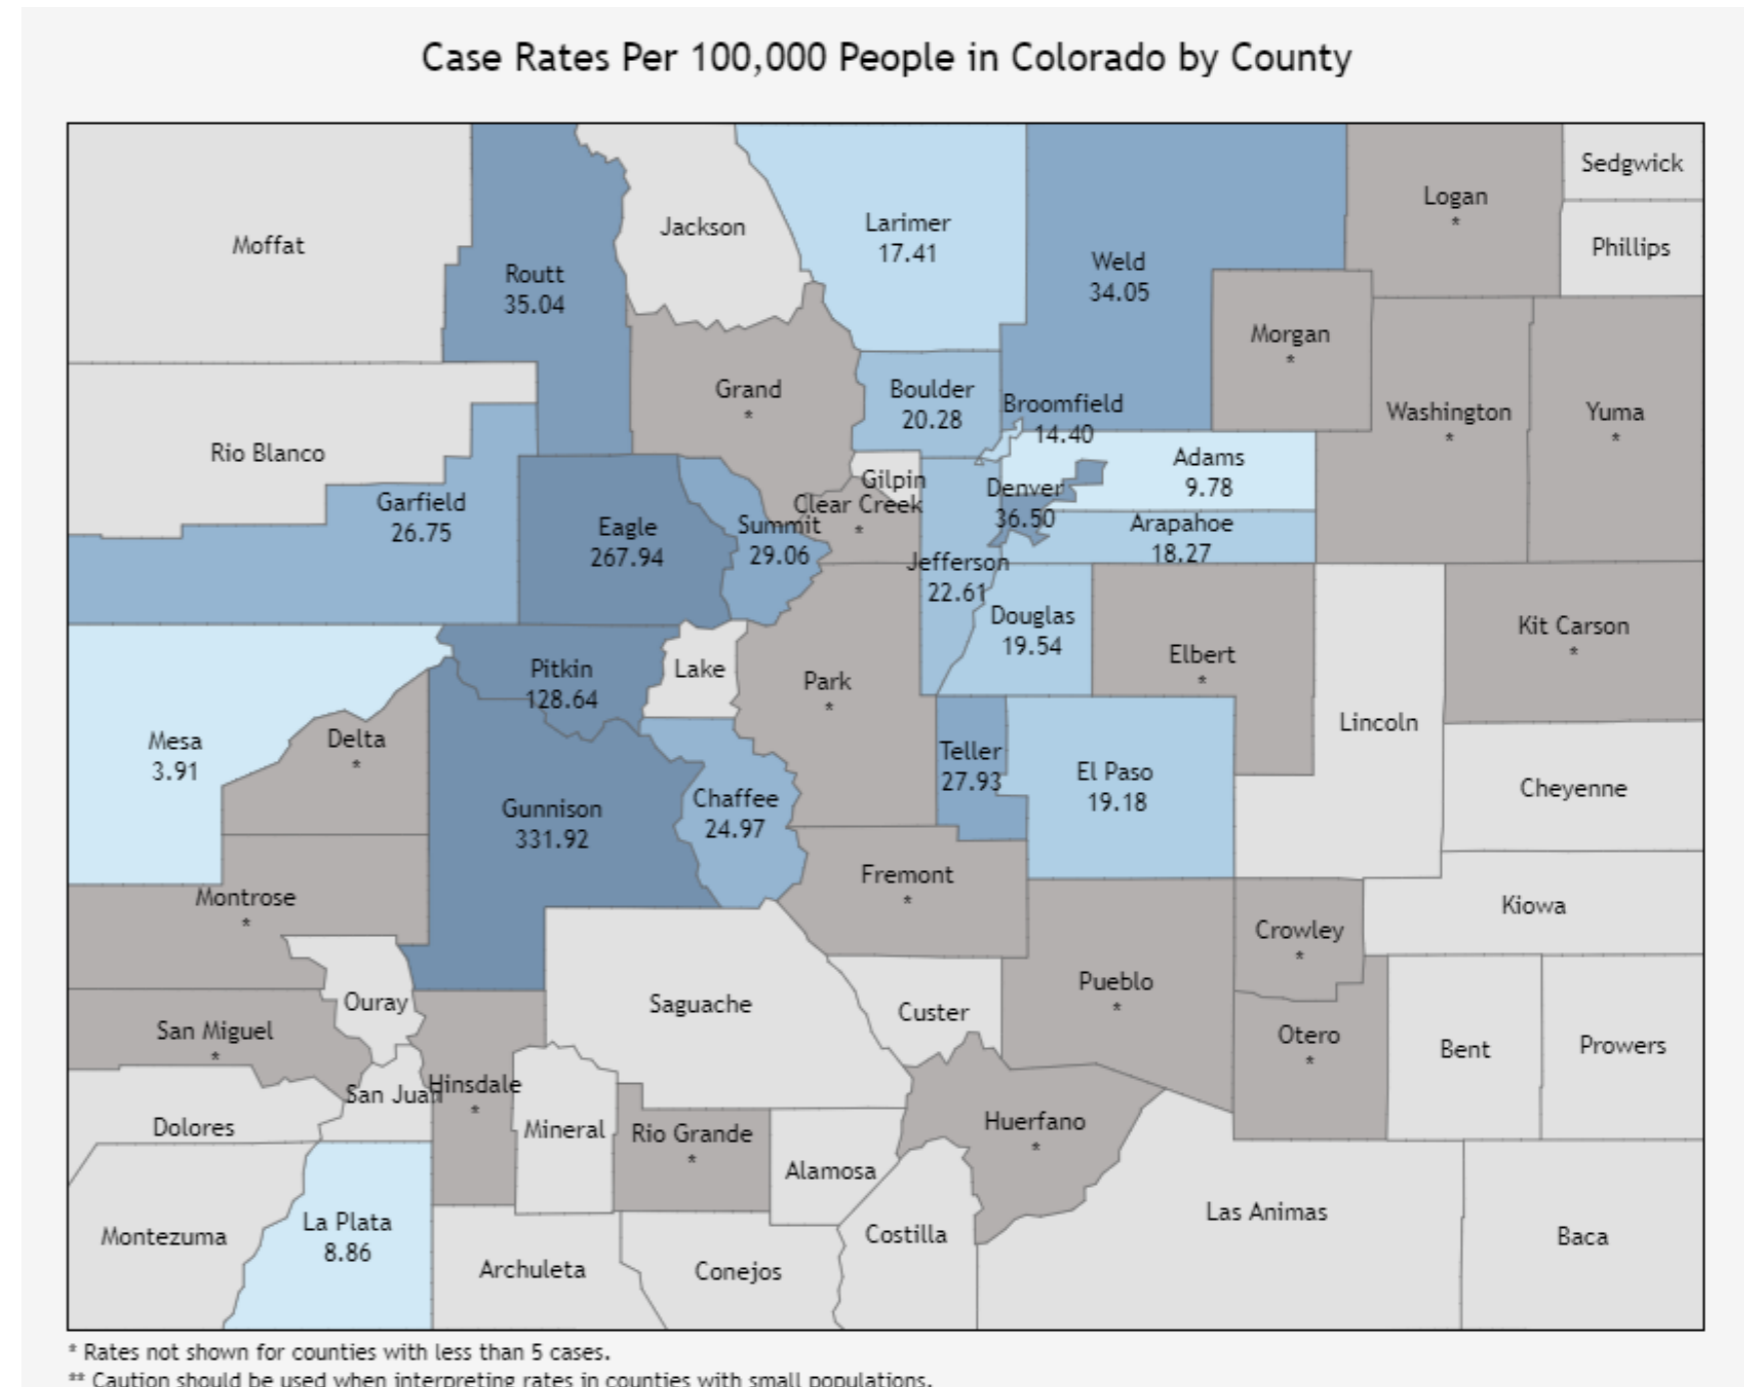 Case Rates Per 100,000 People in Colorado by County
Sedgwick
Logan
*
Jackson
Larimer
17.41
Moffat
Phillips
Weld
34.05
Routt
35.04
Morgan
*
Grand
*
Boulder
20.28
Broomfield
14.40
Washington
*
Yuma
*
Rio Blanco
Adams
9.78
Gilpin
Denver
36.50
Clear Creek
*
Garfield
26.75
Eagle
267.94
Summit
29.06
Arapahoe
18.27
Jefferson
22.61
Douglas
19.54
Kit Carson
*
Elbert
*
Pitkin
128.64
Lake
Park
*
Lincoln
Mesa
3.91
Delta
*
Teller
27.93
El Paso
19.18
Cheyenne
Gunnison
331.92
Chaffee
24.97
Fremont
*
Montrose
*
Kiowa
Crowley
*
Pueblo
*
Ouray
Saguache
Custer
San Miguel
*
Otero
*
Bent
Prowers
San Juan
Hinsdale
*
Dolores
Mineral
Rio Grande
*
Huerfano
*
Alamosa
Las Animas
Montezuma
La Plata
8.86
Costilla
Baca
Archuleta
Conejos
* Rates not shown for counties with less than 5 cases.
** Caution should be used when interpreting rates in counties with small populations.